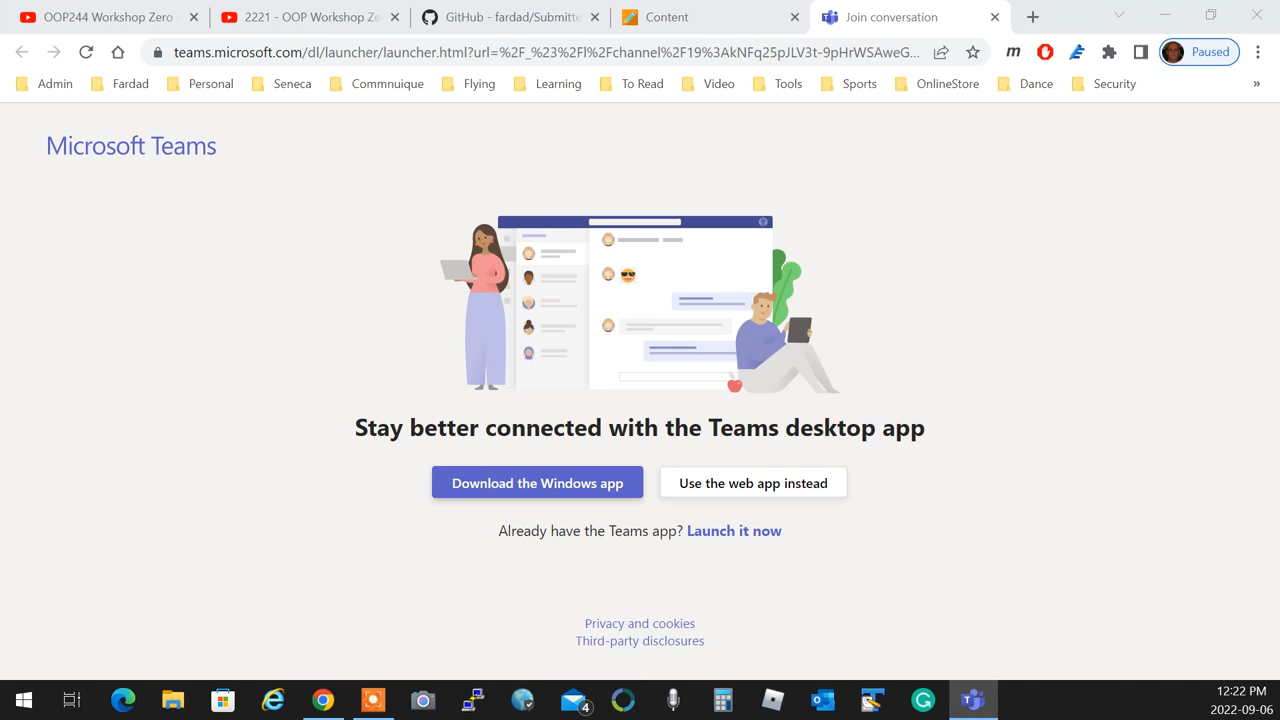 OOP244 Workshop Zero
2221 - OOP Workshop Ze
GitHub - fardad/Submitte
Content
Join conversation
teams.microsoft.com/dl/launcher/launcher.html?url=%2F_%23%2Fl%2Fchannel%2F19%3AkNFq25pJLV3t-9pHrWSAweG...
m
Paused
Admin
Fardad
Personal
Seneca
Commnuique
Flying
Learning
To Read
Video
Tools
Sports
OnlineStore
Dance
Security
»
Microsoft Teams
Stay better connected with the Teams desktop app
Download the Windows app
Use the web app instead
Already have the Teams app? Launch it now
Privacy and cookies
Third-party disclosures
4
12:22 PM
2022-09-06